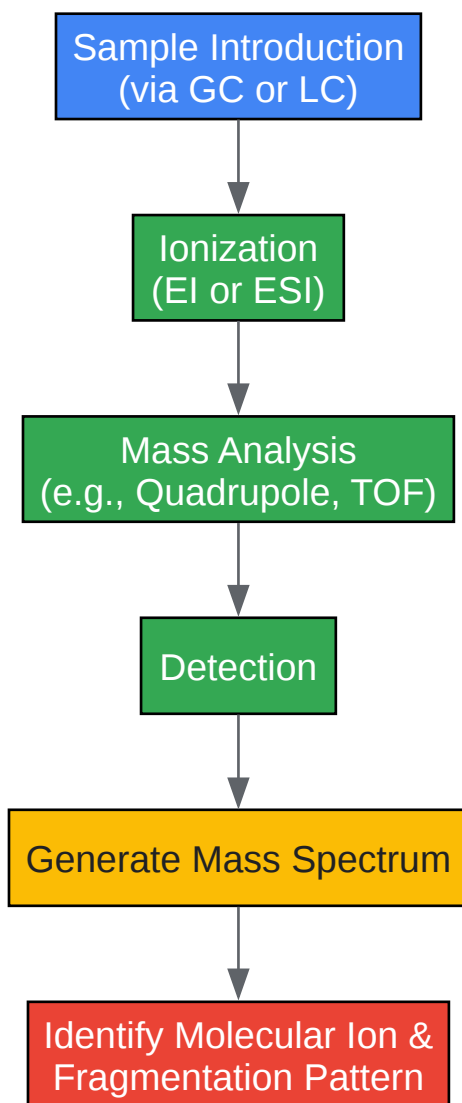 Sample Introduction
(via GC or LC)
Ionization
(EI or ESI)
Mass Analysis
(e.g., Quadrupole, TOF)
Detection
Generate Mass Spectrum
Identify Molecular Ion &
Fragmentation Pattern